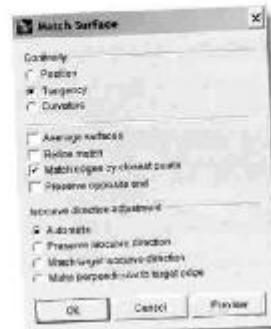 Match Surface
Continuity
Position
Tangency
Curvature
Average surfaces
Refine match
Match edges by closest points
Preserve opposite end
Isocurve direction adjustment
Automatic
Preserve isocurve direction
Match target isocurve direction
Make perpendicular to target edge
OK
Cancel
Preview